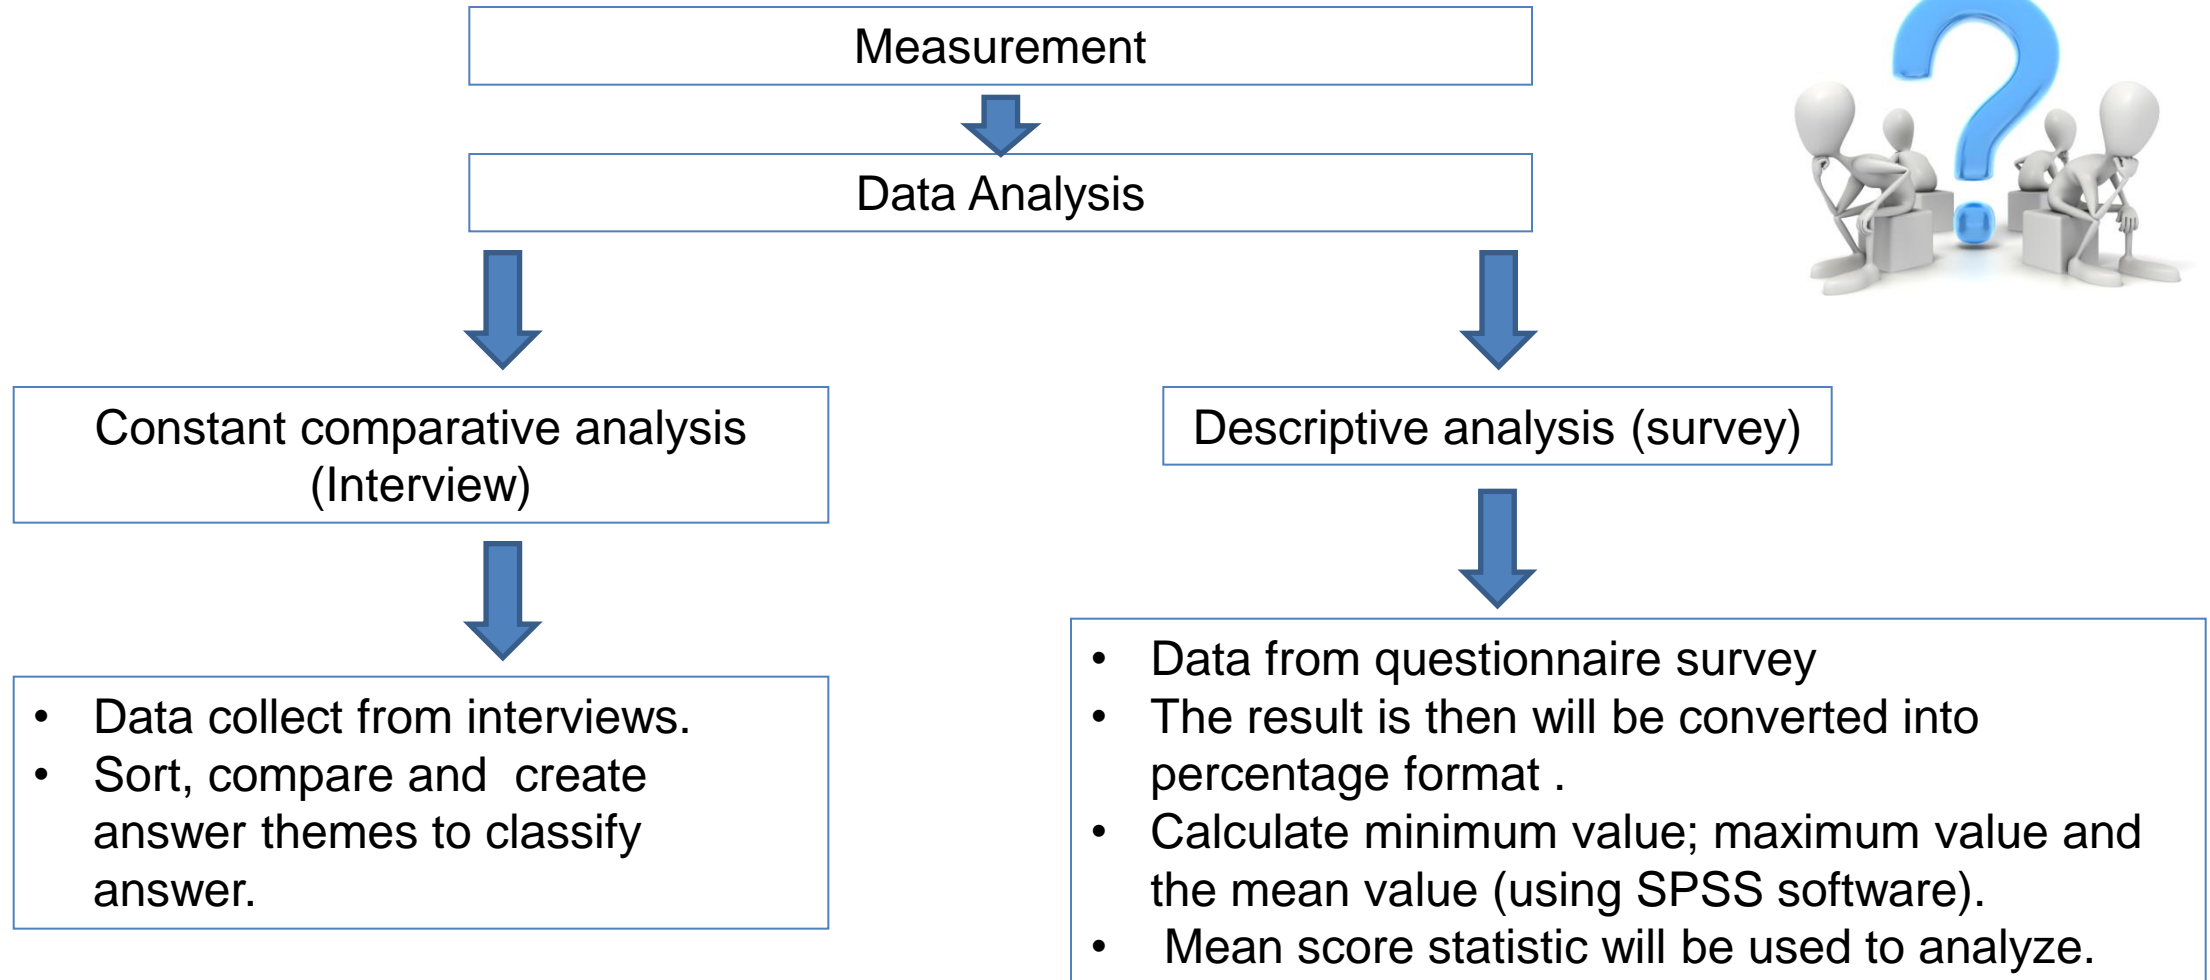 Measurement
Data Analysis
Constant comparative analysis
(Interview)
• Data collect from interviews.
• Sort, compare and create
answer themes to classify
answer.
Descriptive analysis (survey)
• Data from questionnaire survey
• The result is then will be converted into
percentage format .
• Calculate minimum value; maximum value and
the mean value (using SPSS software).
• Mean score statistic will be used to analyze.